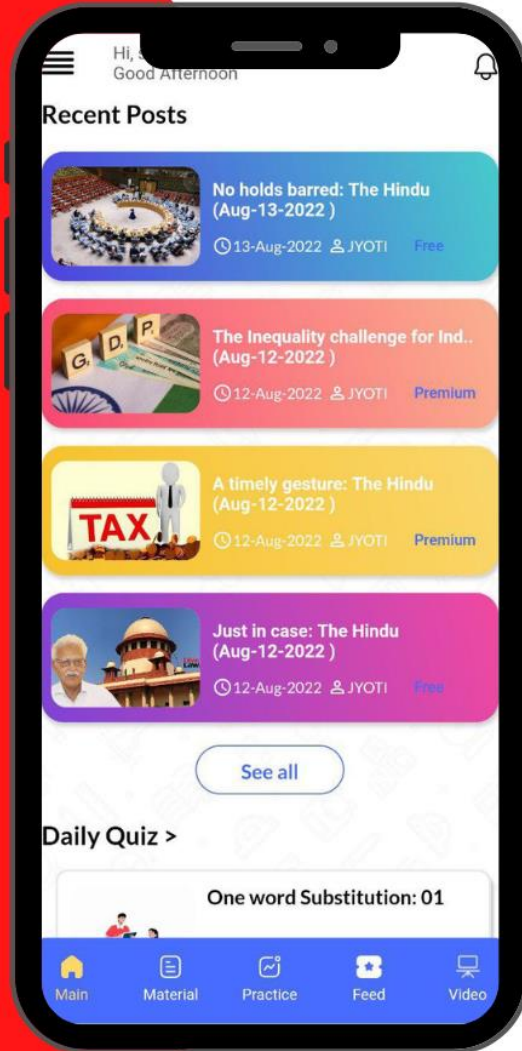 Hi,
Good Afternoon
Recent Posts
No holds barred: The Hindu
(Aug-13-2022 )
13-Aug-2022 JYOTI Free
G D P
The Inequality challenge for Ind..
(Aug-12-2022 )
12-Aug-2022 JYOTI Premium
TAX
A timely gesture: The Hindu
(Aug-12-2022 )
12-Aug-2022 JYOTI Premium
Just in case: The Hindu
(Aug-12-2022 )
12-Aug-2022 JYOTI Free
See all
Daily Quiz >
One word Substitution: 01
Main Material Practice Feed Video